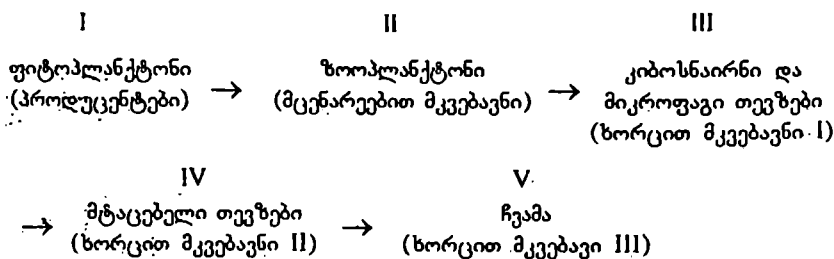 I II III
ფიტოპლანქტონი ზოოპლანქტონი კიბოსნაირნი და
(პროდუცენტები) → (მცენარეებით მკვებავნი) → მიკროფაგი თევზები
(ხორცით მკვებავნი I)
IV V
→ მტაცებელი თევზები → ჩვამა
(ხორცით მკვებავნი II) (ხორცით მკვებავი III)